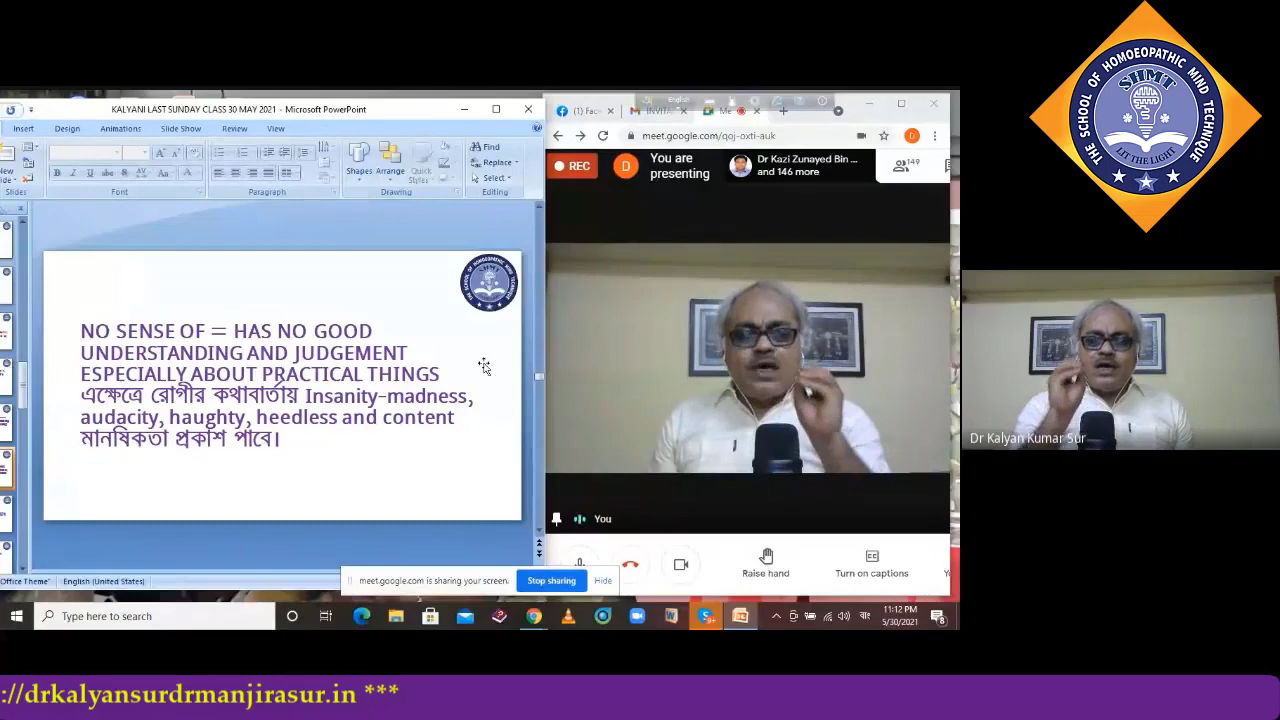 KALYANI LAST SUNDAY CLASS 30 MAY 2021 - Microsoft PowerPoint
Insert Design Animations Slide Show Review View
Slides Font Paragraph
Shapes Arrange Quick Styles Drawing
Find
Replace
Select
Editing
NO SENSE OF = HAS NO GOOD
UNDERSTANDING AND JUDGEMENT
ESPECIALLY ABOUT PRACTICAL THINGS
এক্ষেত্রে রোগীর কথাবার্তায় Insanity-madness,
audacity, haughty, heedless and content
মানষিকতা প্রকাশ পাবে।
Office Theme" English (United States)
English
meet.google.com/qoj-oxti-auk
REC
D
You are
presenting
Dr Kazi Zunayed Bin ...
and 146 more
149
You
Raise hand
Turn on captions
meet.google.com is sharing your screen.
Stop sharing
Hide
Type here to search
বাং
11:12 PM
5/30/2021
8
THE SCHOOL OF HOMOEOPATHIC MIND TECHNIQUE
SHMT
LIT THE LIGHT
Dr Kalyan Kumar Sur
://drkalyansurdrmanjirasur.in ***